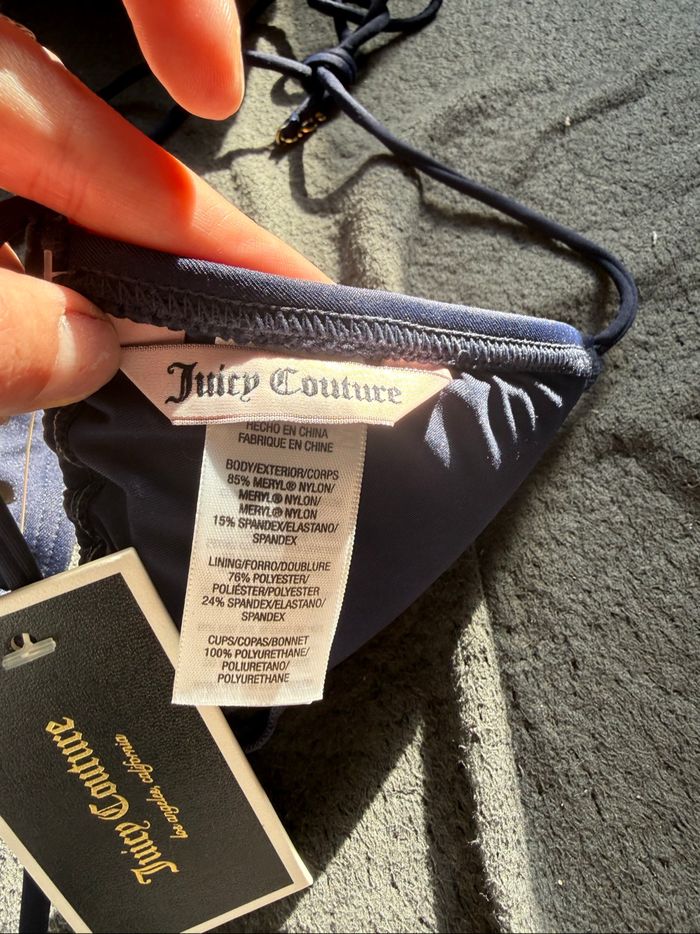 Juicy Couture
HECHO EN CHINA
FABRIQUE EN CHINE
BODY/EXTERIOR/CORPS
85% MERYL® NYLON/
MERYL® NYLON/
MERYL® NYLON
15% SPANDEX/ELASTANO/
SPANDEX
LINING/FORRO/DOUBLURE
76% POLYESTER/
POLIÉSTER/POLYESTER
24% SPANDEX/ELASTANO/
SPANDEX
CUPS/COPAS/BONNET
100% POLYURETHANE/
POLIURETANO/
POLYURETHANE
Juicy Couture
Los angeles, california